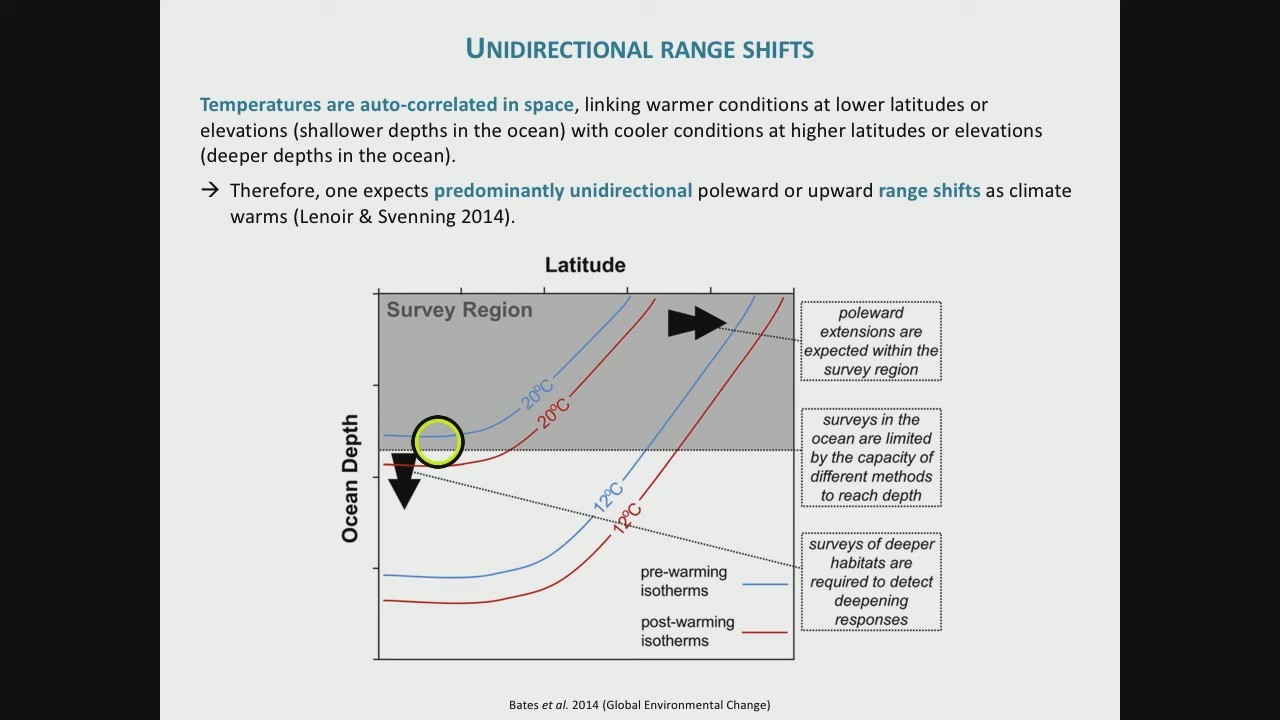 UNIDIRECTIONAL RANGE SHIFTS
Temperatures are auto-correlated in space, linking warmer conditions at lower latitudes or
elevations (shallower depths in the ocean) with cooler conditions at higher latitudes or elevations
(deeper depths in the ocean).
→ Therefore, one expects predominantly unidirectional poleward or upward range shifts as climate
warms (Lenoir & Svenning 2014).
Latitude
Survey Region
poleward
extensions are
expected within the
survey region
20ºC
20ºC
surveys in the
ocean are limited
by the capacity of
different methods
to reach depth
Ocean Depth
12ºC
12ºC
surveys of deeper
habitats are
required to detect
deepening
responses
pre-warming
isotherms
post-warming
isotherms
Bates et al. 2014 (Global Environmental Change)